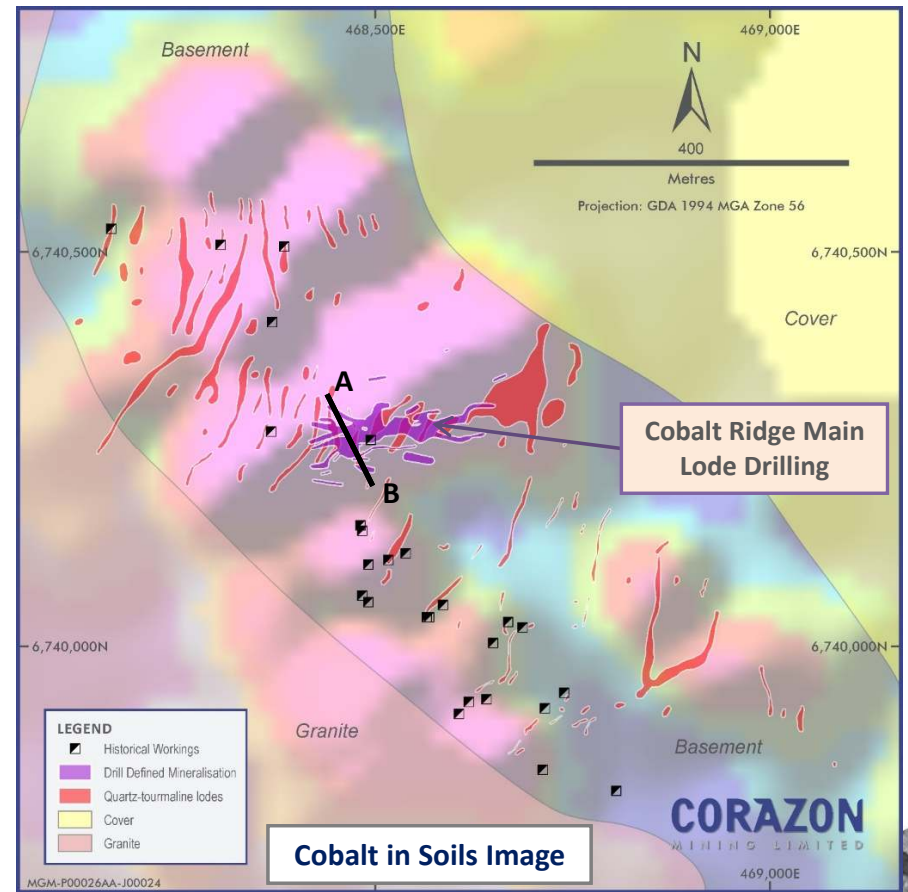 468,500E
469,000E
Basement
N
400
Metres
Projection: GDA 1994 MGA Zone 56
6,740,500N
6,740,500N
Cover
A
Cobalt Ridge Main
Lode Drilling
B
6,740,000N
6,740,000N
LEGEND
Historical Workings
Drill Defined Mineralisation
Quartz-tourmaline lodes
Cover
Granite
Granite
Basement
CORAZON
MINING LIMITED
Cobalt in Soils Image
469,000E
MGM-P00026AA-J00024